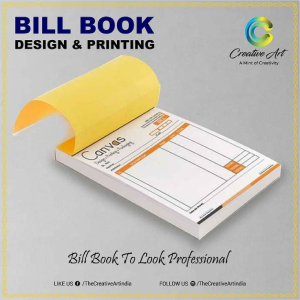 BILL BOOK
DESIGN & PRINTING
Creative Art
A Mint of Creativity
Canvas
Bill Book To Look Professional
LIKE US /TheCreativeArtIndia
FOLLOW US /TheCreativeArtIndia